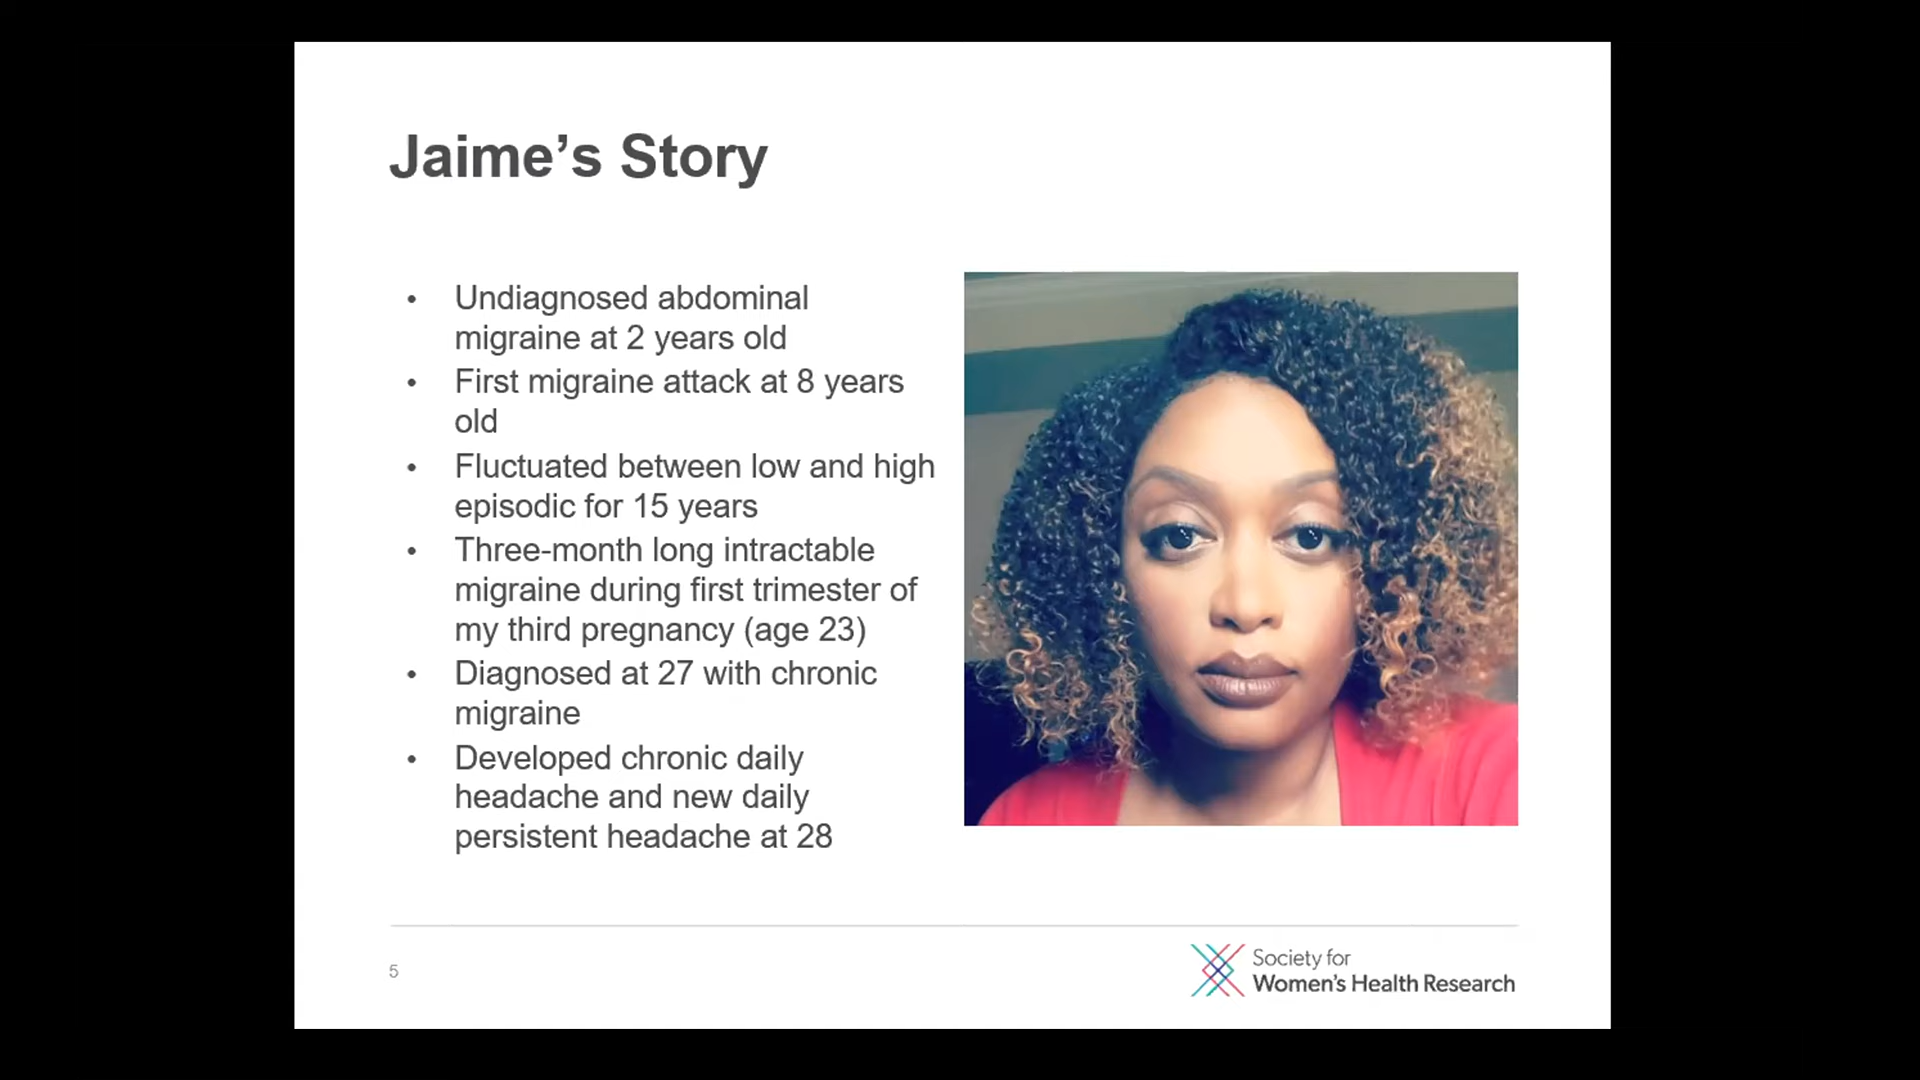 Jaime’s Story
• Undiagnosed abdominal
migraine at 2 years old
• First migraine attack at 8 years
old
• Fluctuated between low and high
episodic for 15 years
• Three-month long intractable
migraine during first trimester of
my third pregnancy (age 23)
• Diagnosed at 27 with chronic
migraine
• Developed chronic daily
headache and new daily
persistent headache at 28
5
Society for
Women’s Health Research